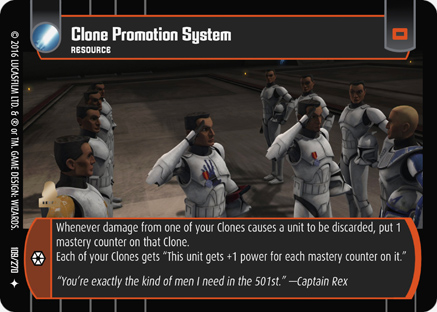 Clone Promotion System
RESOURCE
© 2016 LUCASFILM LTD. & ® or TM. GAME DESIGN: WIZARDS.
109/270
Whenever damage from one of your Clones causes a unit to be discarded, put 1
mastery counter on that Clone.
Each of your Clones gets “This unit gets +1 power for each mastery counter on it.”
“You’re exactly the kind of men I need in the 501st.” —Captain Rex